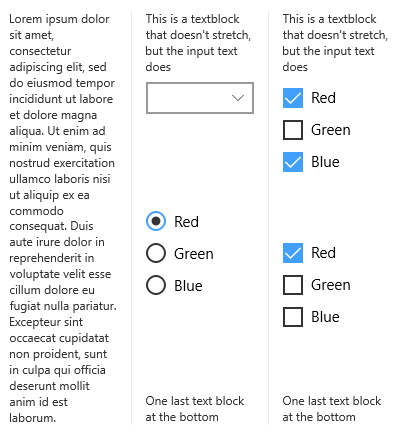 Lorem ipsum dolor
sit amet,
consectetur
adipiscing elit, sed
do eiusmod tempor
incididunt ut labore
et dolore magna
aliqua. Ut enim ad
minim veniam, quis
nostrud exercitation
ullamco laboris nisi
ut aliquip ex ea
commodo
consequat. Duis
aute irure dolor in
reprehenderit in
voluptate velit esse
cillum dolore eu
fugiat nulla pariatur.
Excepteur sint
occaecat cupidatat
non proident, sunt
in culpa qui officia
deserunt mollit
anim id est
laborum.
This is a textblock
that doesn't stretch,
but the input text
does
Red
Green
Blue
One last text block
at the bottom
This is a textblock
that doesn't stretch,
but the input text
does
Red
Green
Blue
Red
Green
Blue
One last text block
at the bottom